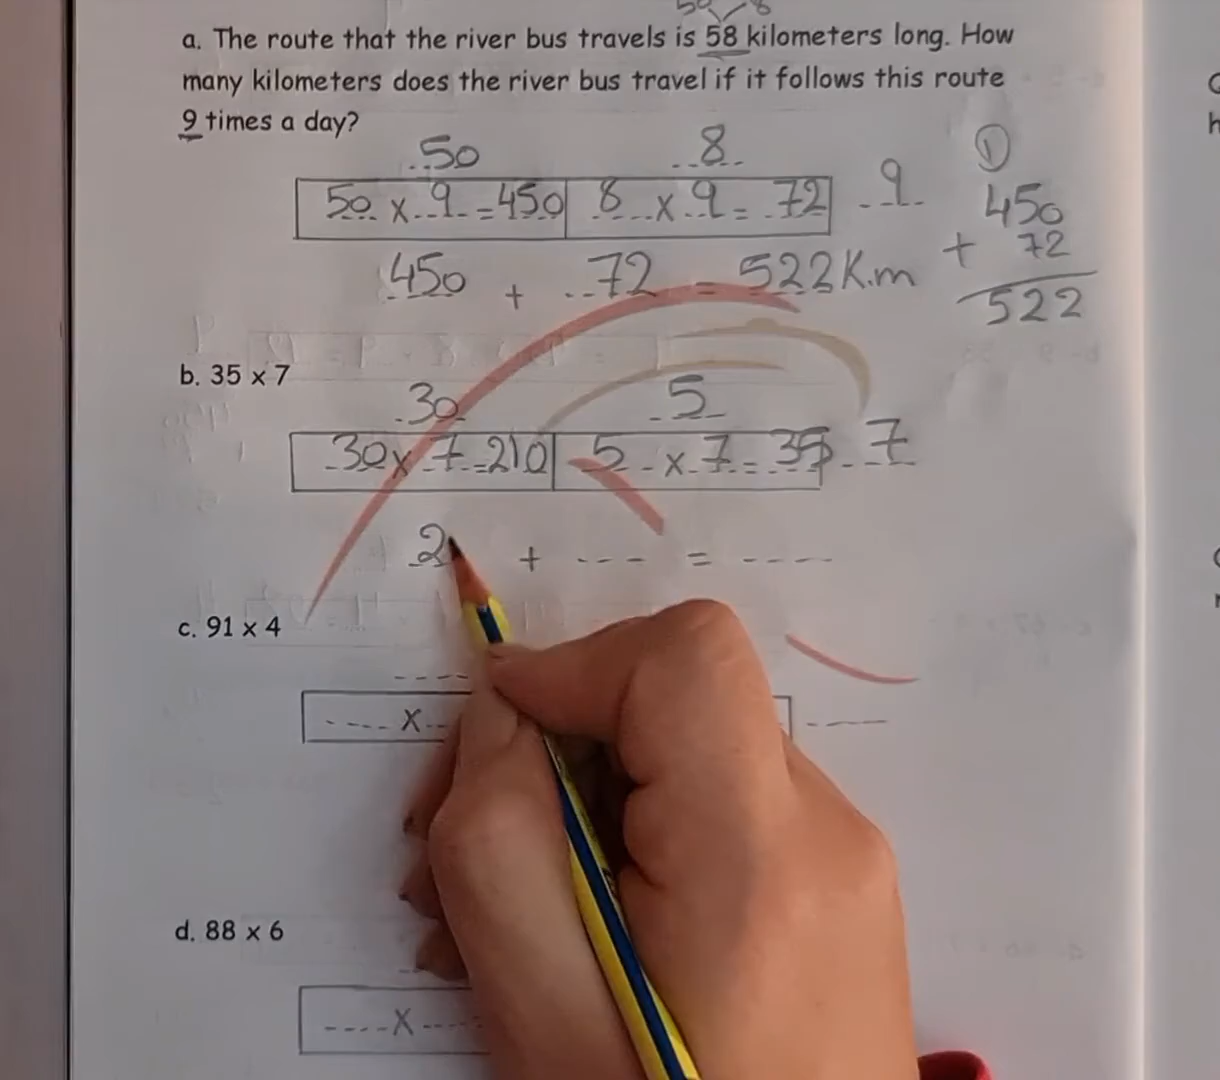 50 8
a. The route that the river bus travels is 58 kilometers long. How
many kilometers does the river bus travel if it follows this route
9 times a day?
50 8
50 x 9 = 450 8 x 9 = 72 9
450 + 72 = 522 K.m
1
450
+ 72
522
b. 35 x 7
30 5
30 x 7 = 210 5 x 7 = 35 7
2 + ---- = ----
c. 91 x 4
---- x --
d. 88 x 6
---- x ----